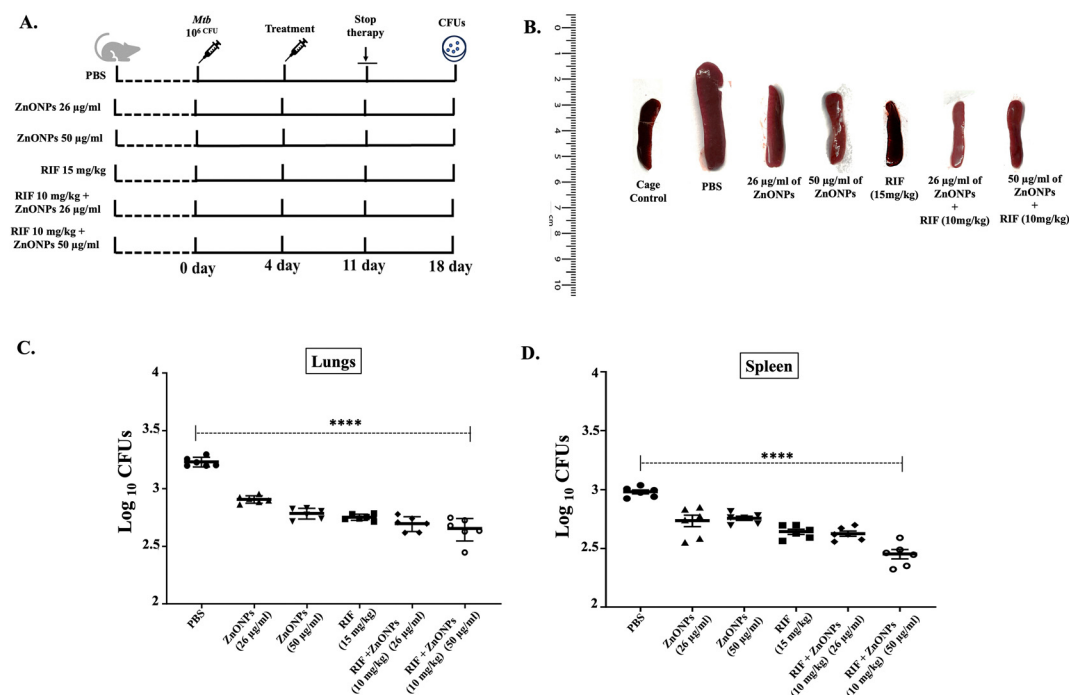 A.
Mtb
10⁶ CFU
Treatment
Stop
therapy
CFUs
PBS
ZnONPs 26 µg/ml
ZnONPs 50 µg/ml
RIF 15 mg/kg
RIF 10 mg/kg +
ZnONPs 26 µg/ml
RIF 10 mg/kg +
ZnONPs 50 µg/ml
0 day
4 day
11 day
18 day
B.
0
1
2
3
4
5
6
7
cm
8
9
10
Cage
Control
PBS
26 µg/ml of
ZnONPs
50 µg/ml of
ZnONPs
RIF
(15mg/kg)
26 µg/ml of
ZnONPs
+
RIF (10mg/kg)
50 µg/ml of
ZnONPs
+
RIF (10mg/kg)
C.
Lungs
Log 10 CFUs
4
3.5
3
2.5
2
****
PBS
ZnONPs
(26 µg/ml)
ZnONPs
(50 µg/ml)
RIF
(15 mg/kg)
RIF +ZnONPs
(10 mg/kg) (26 µg/ml)
RIF + ZnONPs
(10 mg/kg) (50 µg/ml)
D.
Spleen
Log 10 CFUs
4
3.5
3
2.5
2
****
PBS
ZnONPs
(26 µg/ml)
ZnONPs
(50 µg/ml)
RIF
(15 mg/kg)
RIF + ZnONPs
(10 mg/kg) (26 µg/ml)
RIF + ZnONPs
(10 mg/kg) (50 µg/ml)